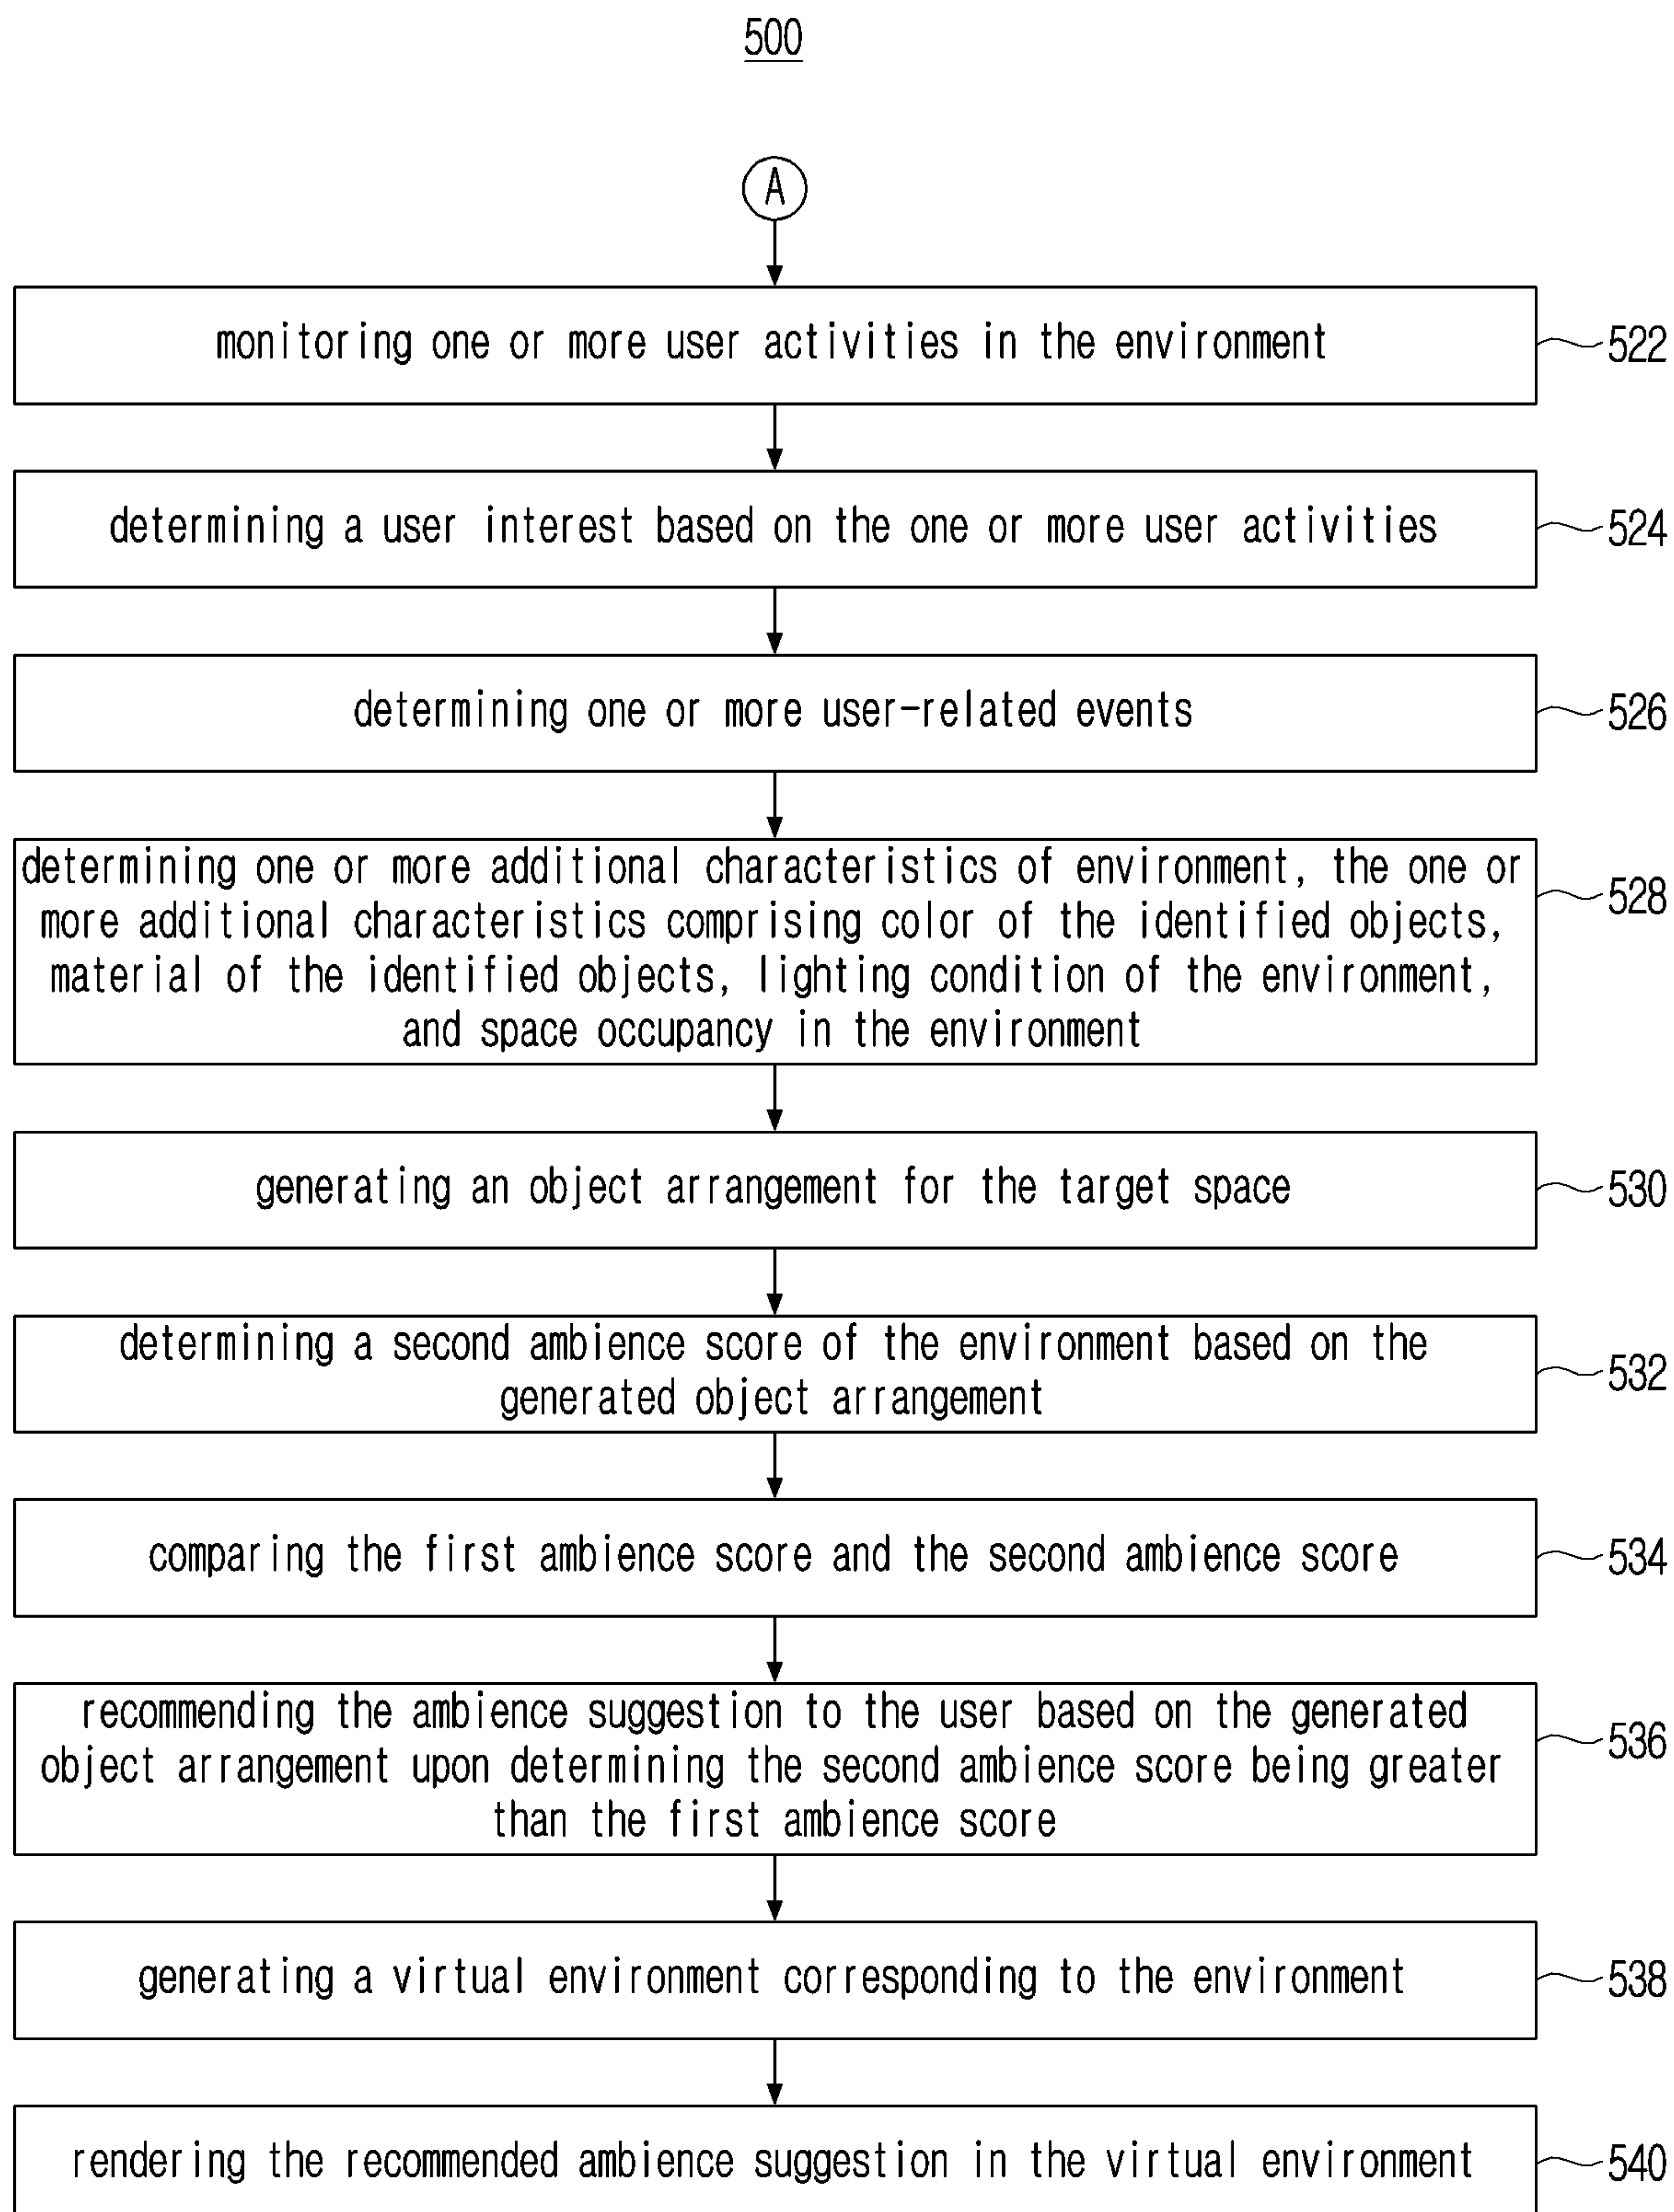 500
A
monitoring one or more user activities in the environment
522
determining a user interest based on the one or more user activities
524
determining one or more user-related events
526
determining one or more additional characteristics of environment, the one or
more additional characteristics comprising color of the identified objects,
material of the identified objects, lighting condition of the environment,
and space occupancy in the environment
528
generating an object arrangement for the target space
530
determining a second ambience score of the environment based on the
generated object arrangement
532
comparing the first ambience score and the second ambience score
534
recommending the ambience suggestion to the user based on the generated
object arrangement upon determining the second ambience score being greater
than the first ambience score
536
generating a virtual environment corresponding to the environment
538
rendering the recommended ambience suggestion in the virtual environment
540